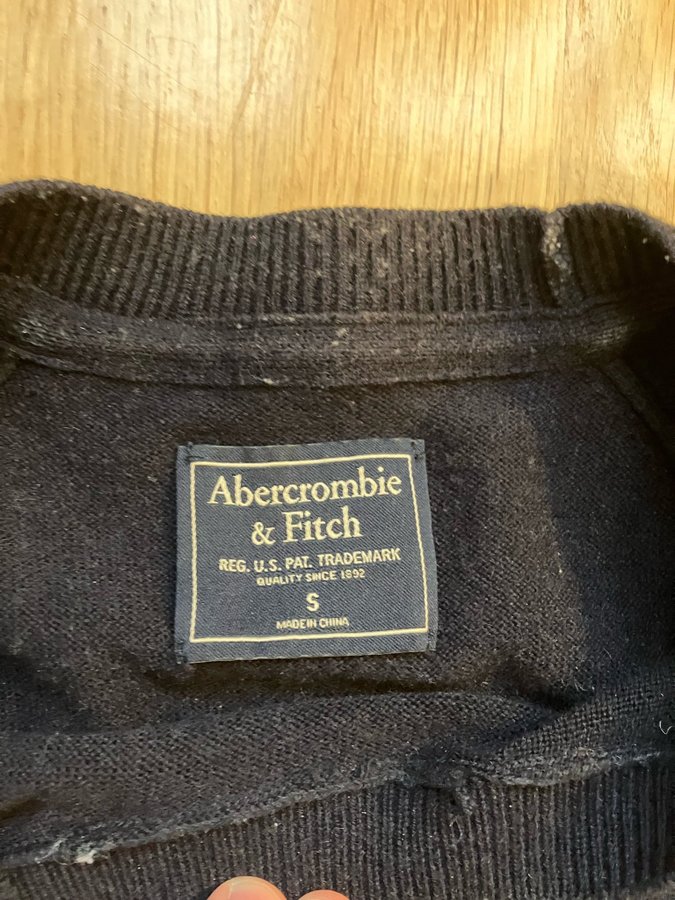 Abercrombie
& Fitch
REG. U.S. PAT. TRADEMARK
QUALITY SINCE 1892
S
MADE IN CHINA